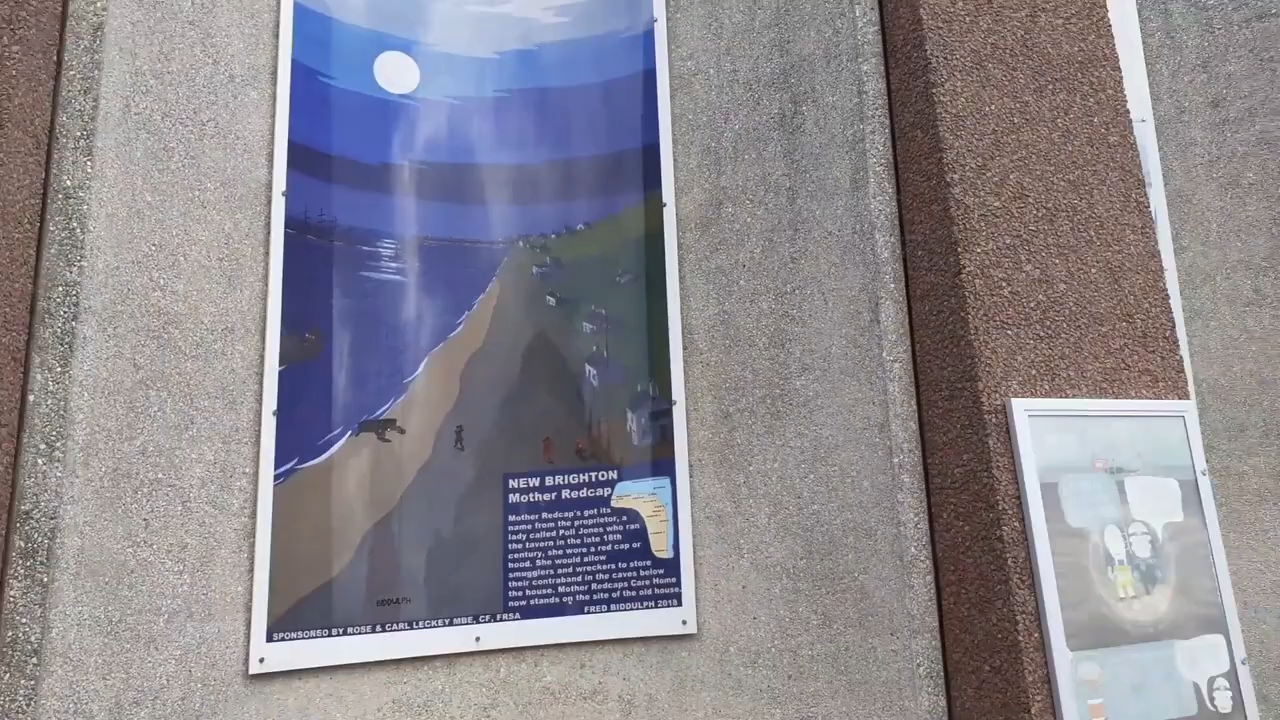 NEW BRIGHTON
Mother Redcap
Mother Redcap's got its
name from the proprietor, a
lady called Poll Jones who ran
the tavern in the late 18th
century, she wore a red cap or
hood. She would allow
smugglers and wreckers to store
their contraband in the caves below
the house. Mother Redcaps Care Home
now stands on the site of the old house.
BIDDULPH
FRED BIDDULPH 2018
SPONSORED BY ROSE & CARL LECKEY MBE, CF, FRSA